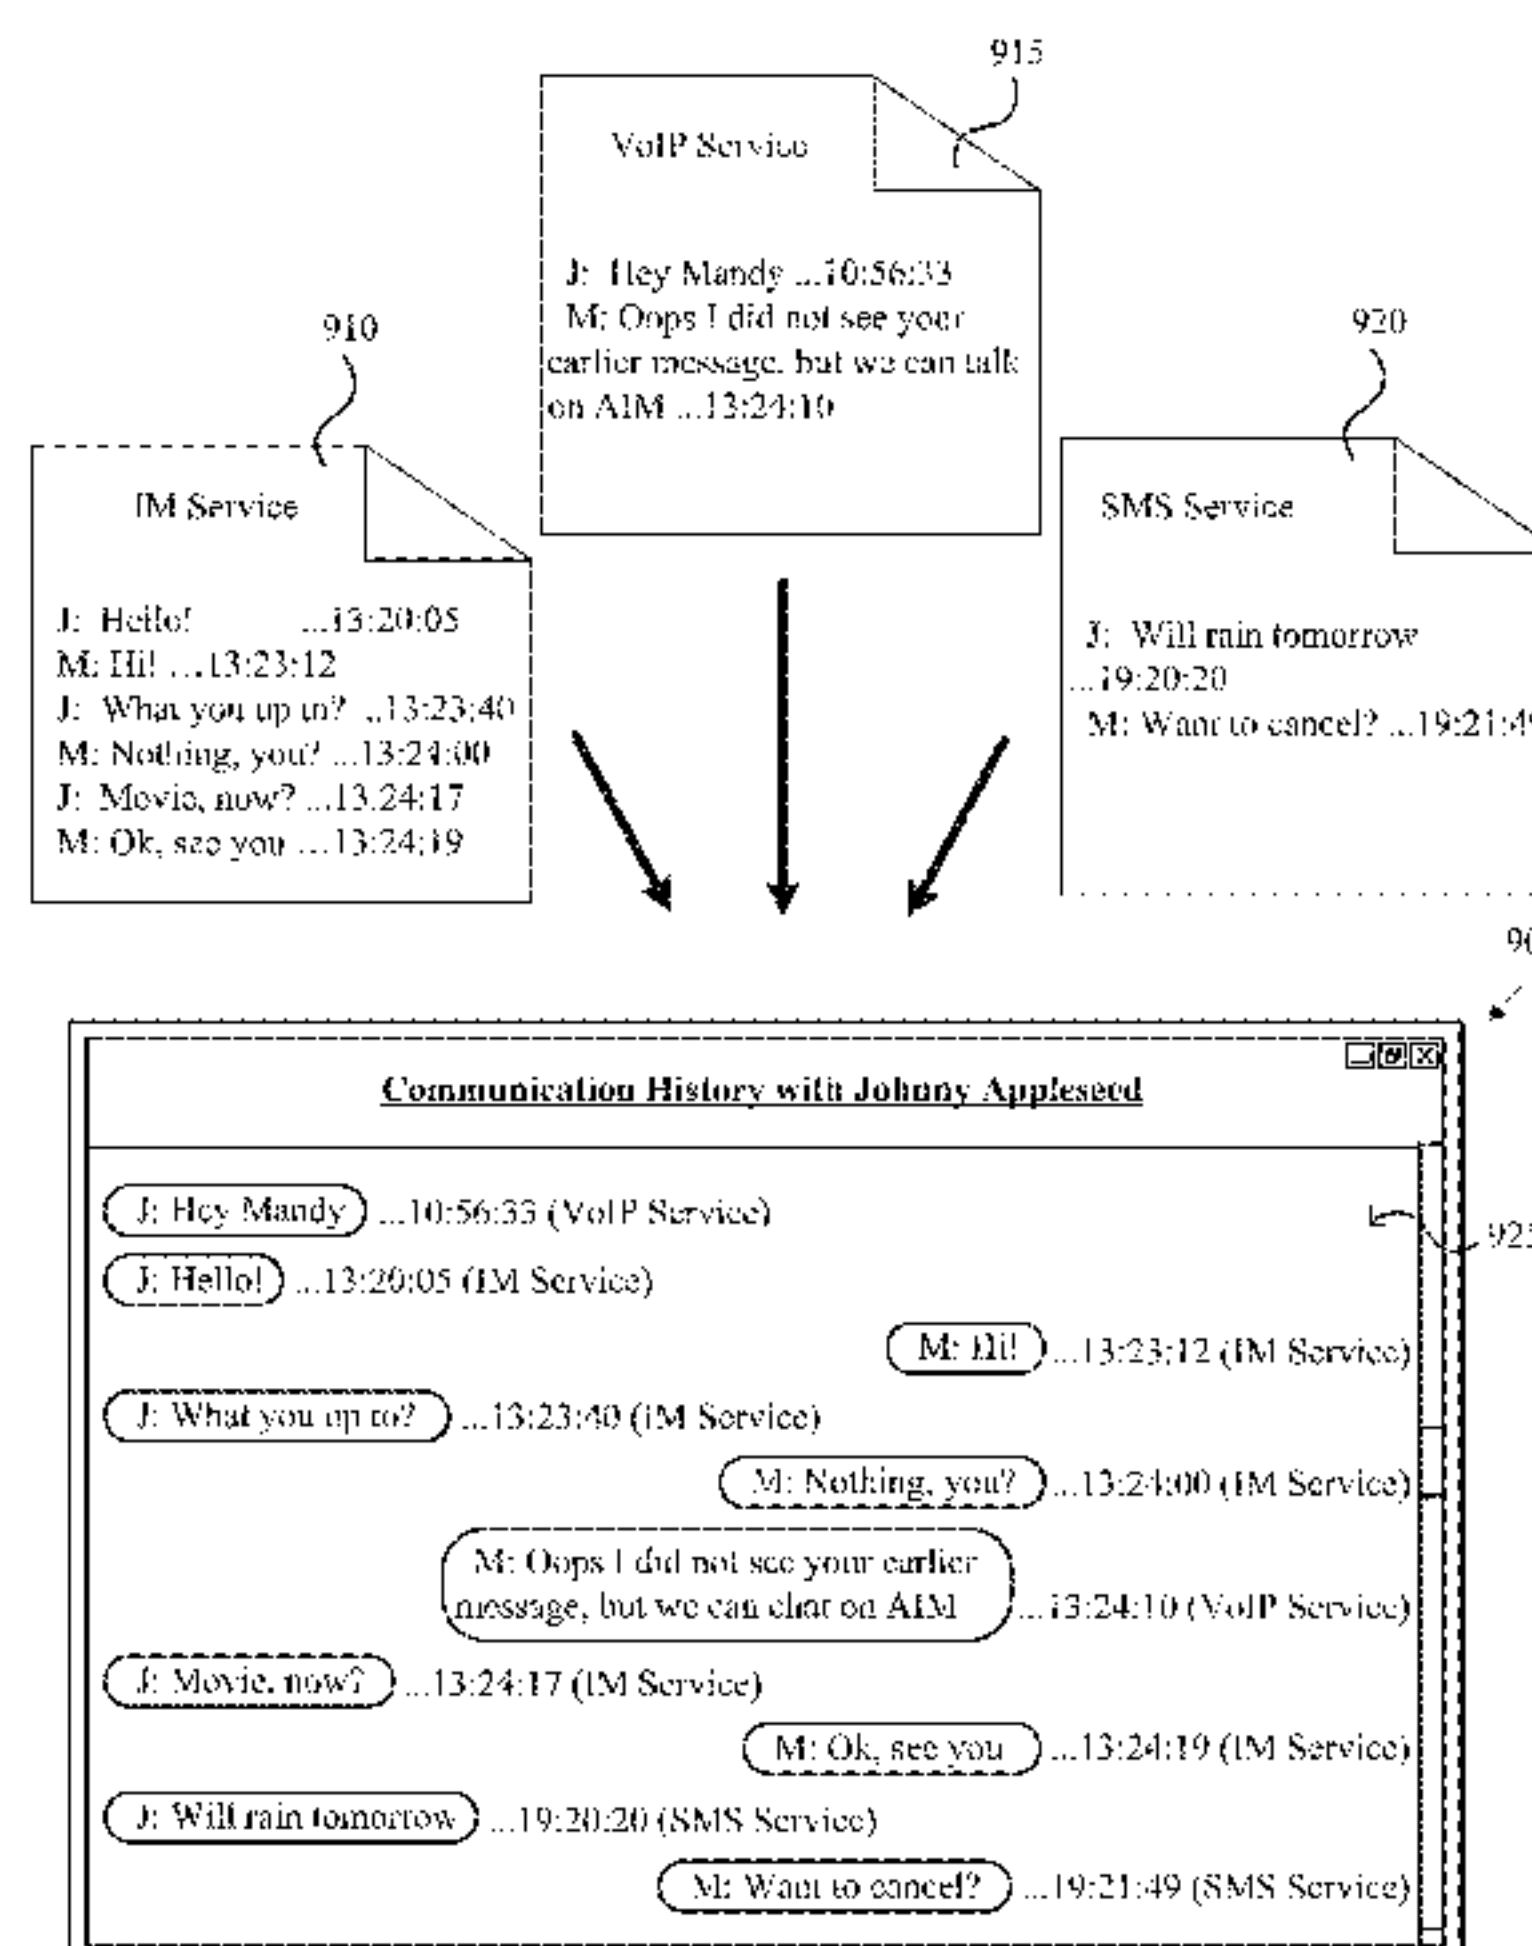 915
VoIP Service
J: Hey Mandy ...10:56:33
M: Oops I did not see your
earlier message, but we can talk
on AIM ...13:24:10
910
IM Service
J: Hello! ...13:20:05
M: Hi! ...13:23:12
J: What you up to? ...13:23:40
M: Nothing, you? ...13:24:00
J: Movie, now? ...13:24:17
M: Ok, see you ...13:24:19
920
SMS Service
J: Will rain tomorrow
...19:20:20
M: Want to cancel? ...19:21:49
90
Communication History with Johnny Appleseed
J: Hey Mandy ...10:56:33 (VoIP Service)
925
J: Hello! ...13:20:05 (IM Service)
M: Hi! ...13:23:12 (IM Service)
J: What you up to? ...13:23:40 (IM Service)
M: Nothing, you? ...13:24:00 (IM Service)
M: Oops I did not see your earlier
message, but we can chat on AIM ...13:24:10 (VoIP Service)
J: Movie, now? ...13:24:17 (IM Service)
M: Ok, see you ...13:24:19 (IM Service)
J: Will rain tomorrow ...19:20:20 (SMS Service)
M: Want to cancel? ...19:21:49 (SMS Service)